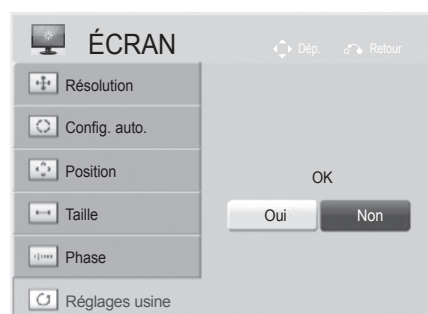 ÉCRAN
Dép.
Retour
Résolution
Config. auto.
Position
Taille
Phase
Réglages usine
OK
Oui
Non